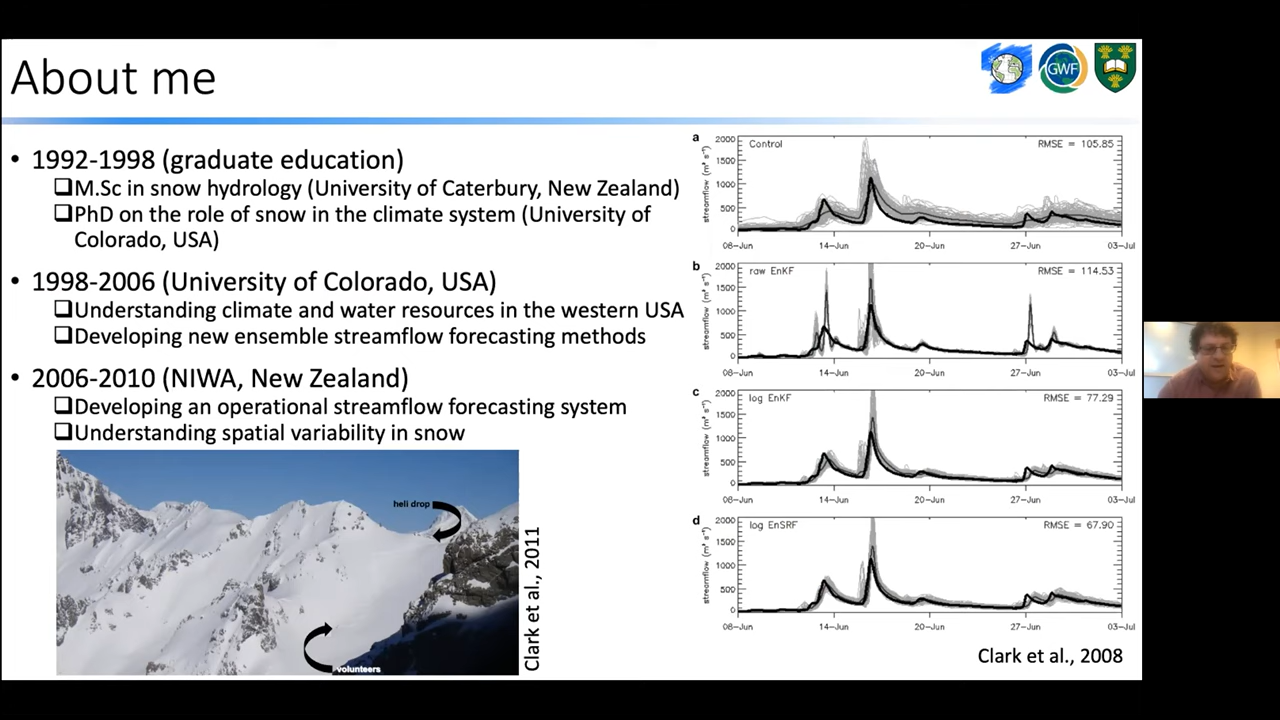 About me
GWF
• 1992-1998 (graduate education)
❑M.Sc in snow hydrology (University of Caterbury, New Zealand)
❑PhD on the role of snow in the climate system (University of
Colorado, USA)
• 1998-2006 (University of Colorado, USA)
❑Understanding climate and water resources in the western USA
❑Developing new ensemble streamflow forecasting methods
• 2006-2010 (NIWA, New Zealand)
❑Developing an operational streamflow forecasting system
❑Understanding spatial variability in snow
heli drop
volunteers
Clark et al., 2011
a
Control
RMSE = 105.85
streamflow (m³ s⁻¹)
2000
1500
1000
500
0
08-Jun 14-Jun 20-Jun 27-Jun 03-Jul
b
raw EnKF
RMSE = 114.53
streamflow (m³ s⁻¹)
2000
1500
1000
500
0
08-Jun 14-Jun 20-Jun 27-Jun 03-Jul
c
log EnKF
RMSE = 77.29
streamflow (m³ s⁻¹)
2000
1500
1000
500
0
08-Jun 14-Jun 20-Jun 27-Jun 03-Jul
d
log EnSRF
RMSE = 67.90
streamflow (m³ s⁻¹)
2000
1500
1000
500
0
08-Jun 14-Jun 20-Jun 27-Jun 03-Jul
Clark et al., 2008